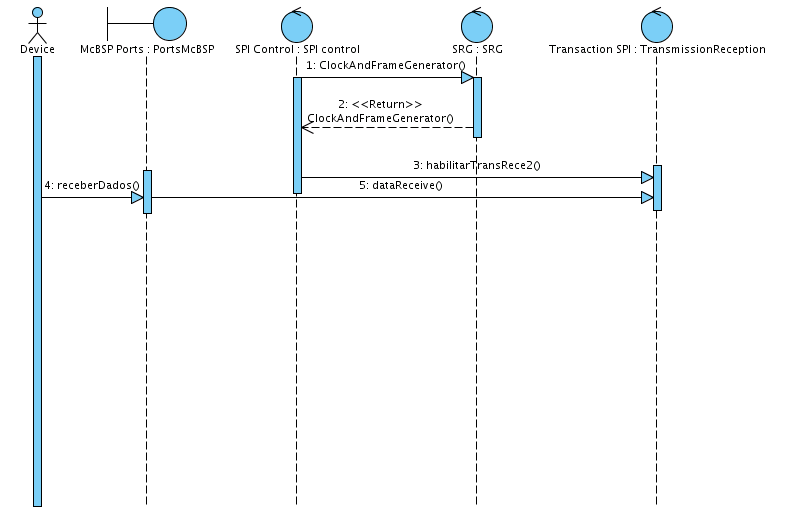 Device
McBSP Ports : PortsMcBSP
SPI Control : SPI control
SRG : SRG
Transaction SPI : TransmissionReception
1: ClockAndFrameGenerator()
2: <<Return>>
ClockAndFrameGenerator()
3: habilitarTransRece2()
4: receberDados()
5: dataReceive()